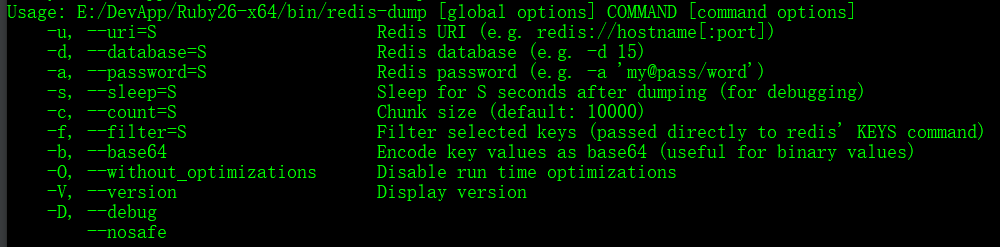 Usage: E:/DevApp/Ruby26-x64/bin/redis-dump [global options] COMMAND [command options]
-u, --uri=S Redis URI (e.g. redis://hostname[:port])
-d, --database=S Redis database (e.g. -d 15)
-a, --password=S Redis password (e.g. -a 'my@pass/word')
-s, --sleep=S Sleep for S seconds after dumping (for debugging)
-c, --count=S Chunk size (default: 10000)
-f, --filter=S Filter selected keys (passed directly to redis' KEYS command)
-b, --base64 Encode key values as base64 (useful for binary values)
-O, --without_optimizations Disable run time optimizations
-V, --version Display version
-D, --debug
--nosafe